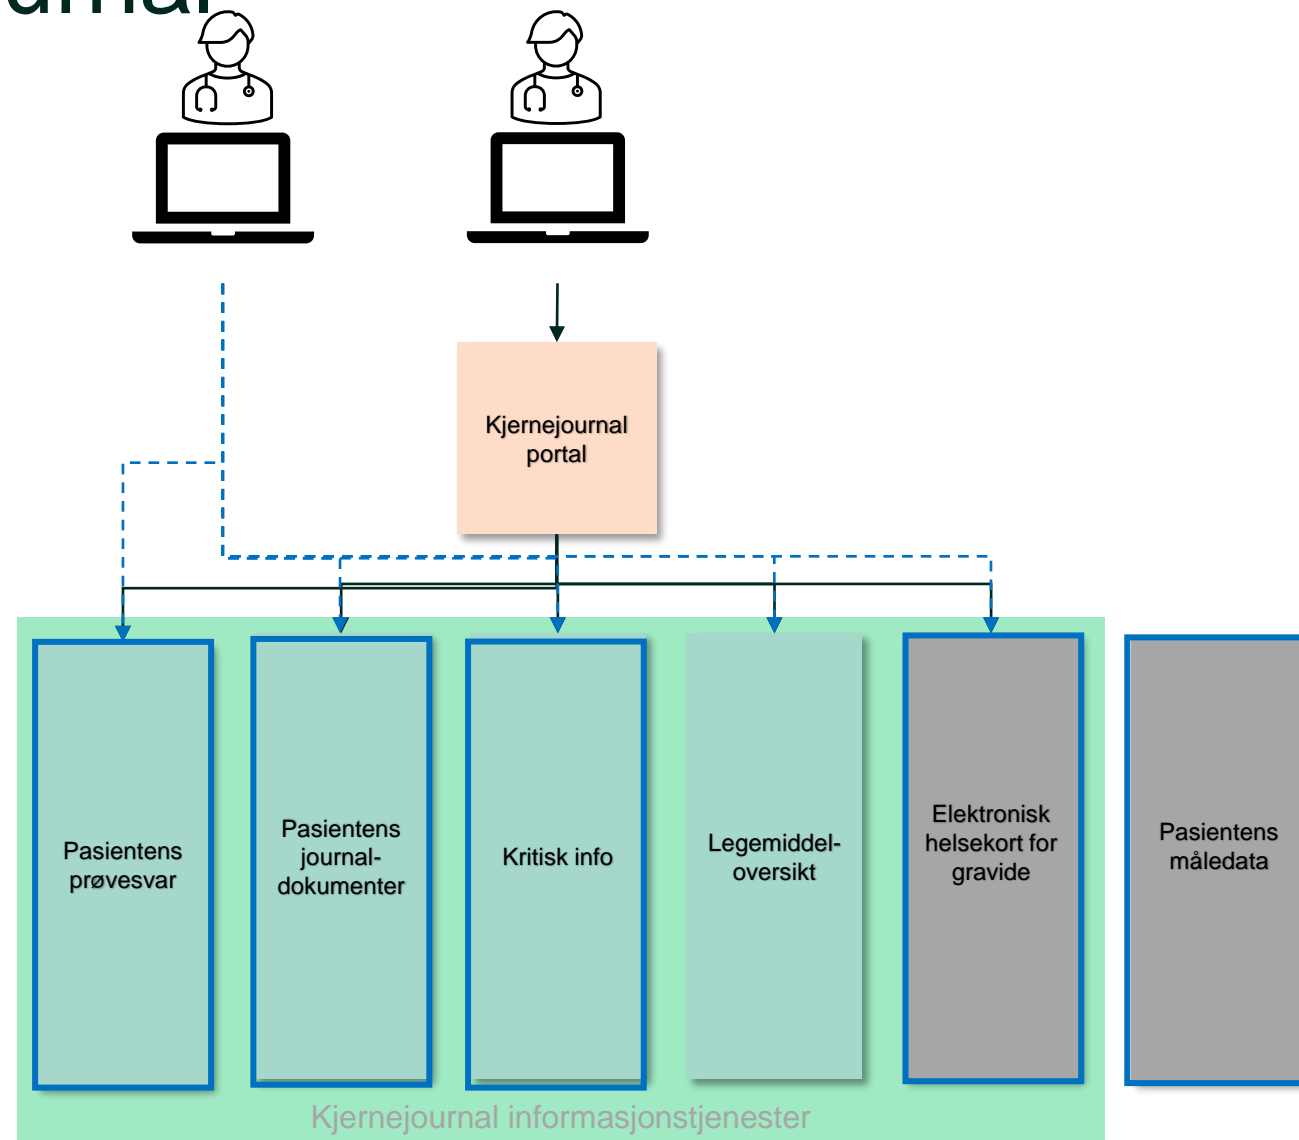 Kjernejournal
portal
Pasientens
prøvesvar
Pasientens
journal-
dokumenter
Kritisk info
Legemiddel-
oversikt
Elektronisk
helsekort for
gravide
Pasientens
måledata
Kjernejournal informasjonstjenester